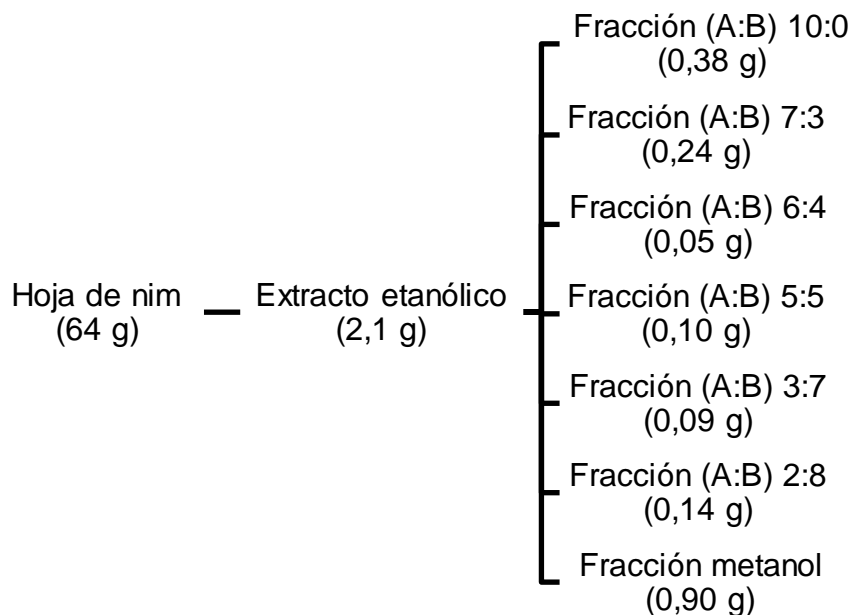 Hoja de nim
(64 g)
Extracto etanólico
(2,1 g)
Fracción (A:B) 10:0
(0,38 g)
Fracción (A:B) 7:3
(0,24 g)
Fracción (A:B) 6:4
(0,05 g)
Fracción (A:B) 5:5
(0,10 g)
Fracción (A:B) 3:7
(0,09 g)
Fracción (A:B) 2:8
(0,14 g)
Fracción metanol
(0,90 g)